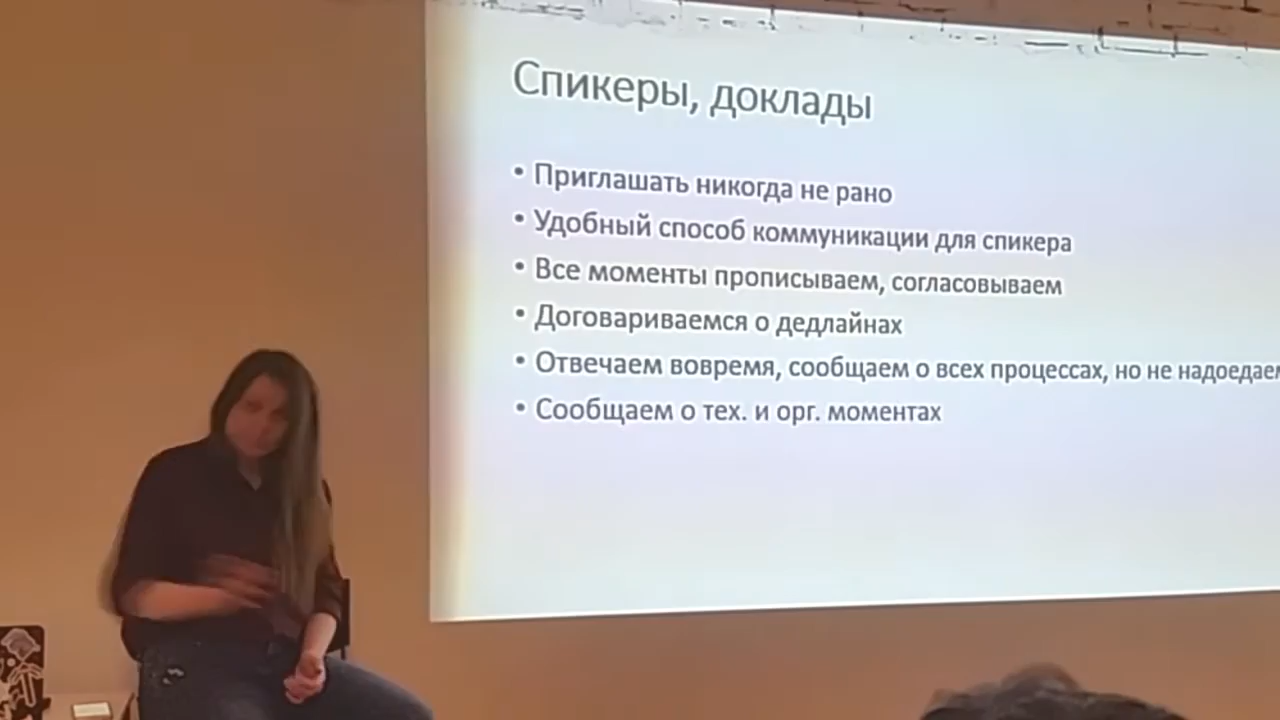 Спикеры, доклады
• Приглашать никогда не рано
• Удобный способ коммуникации для спикера
• Все моменты прописываем, согласовываем
• Договариваемся о дедлайнах
• Отвечаем вовремя, сообщаем о всех процессах, но не
• Сообщаем о тех. и орг. моментах